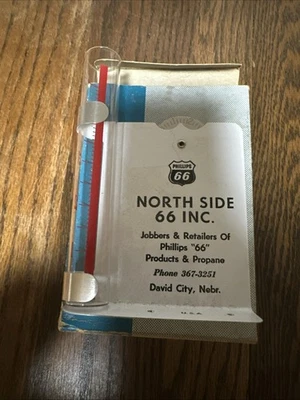 PHILLIPS
66
NORTH SIDE
66 INC.
Jobbers & Retailers Of
Phillips "66"
Products & Propane
Phone 367-3251
David City, Nebr.